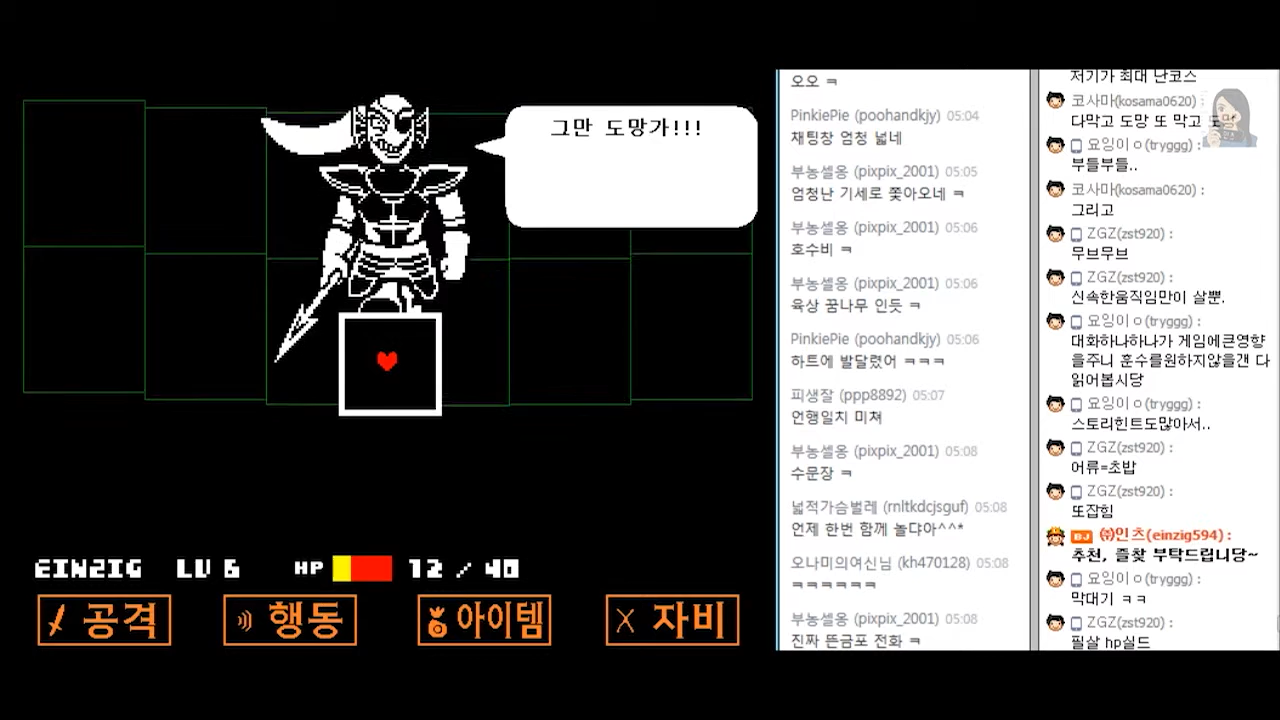 그만 도망가!!!
EINZIG LV 6 HP 12 / 40
공격
행동
아이템
자비
오오 ㅋ
PinkiePie (poohandkjy) 05:04
채팅창 엄청 넓네
부농셀옹 (pixpix_2001) 05:05
엄청난 기세로 쫓아오네 ㅋ
부농셀옹 (pixpix_2001) 05:06
호수비 ㅋ
부농셀옹 (pixpix_2001) 05:06
육상 꿈나무 인듯 ㅋ
PinkiePie (poohandkjy) 05:06
하트에 발달렸어 ㅋㅋㅋ
피생잘 (ppp8892) 05:07
언행일치 미쳐
부농셀옹 (pixpix_2001) 05:08
수문장 ㅋ
넓적가슴벌레 (rnltkdcjsguf) 05:08
언제 한번 함께 놀댜아^^*
오나미의여신님 (kh470128) 05:08
ㅋㅋㅋㅋㅋㅋ
부농셀옹 (pixpix_2001) 05:08
진짜 뜬금포 전화 ㅋ
저기가 최대 난코스
코사마(kosama0620) :
다막고 도망 또 막고 도망
요잉이ㅇ(tryggg) :
부들부들..
코사마(kosama0620) :
그리고
ZGZ(zst920) :
무브무브
ZGZ(zst920) :
신속한움직임만이 살뿐.
요잉이ㅇ(tryggg) :
대화하나하나가 게임에큰영향
을주니 훈수를원하지않을갠 다
읽어봅시당
요잉이ㅇ(tryggg) :
스토리힌트도많아서..
ZGZ(zst920) :
어류=초밥
ZGZ(zst920) :
또잡힘
BJ ㈜인츠(einzig594) :
추천, 즐찾 부탁드립니당~
요잉이ㅇ(tryggg) :
막대기 ㅋㅋ
ZGZ(zst920) :
필살 hp실드